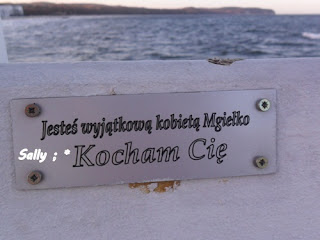 Jesteś wyjątkową kobietą Mgiełko
Sally ; * Kocham Cię